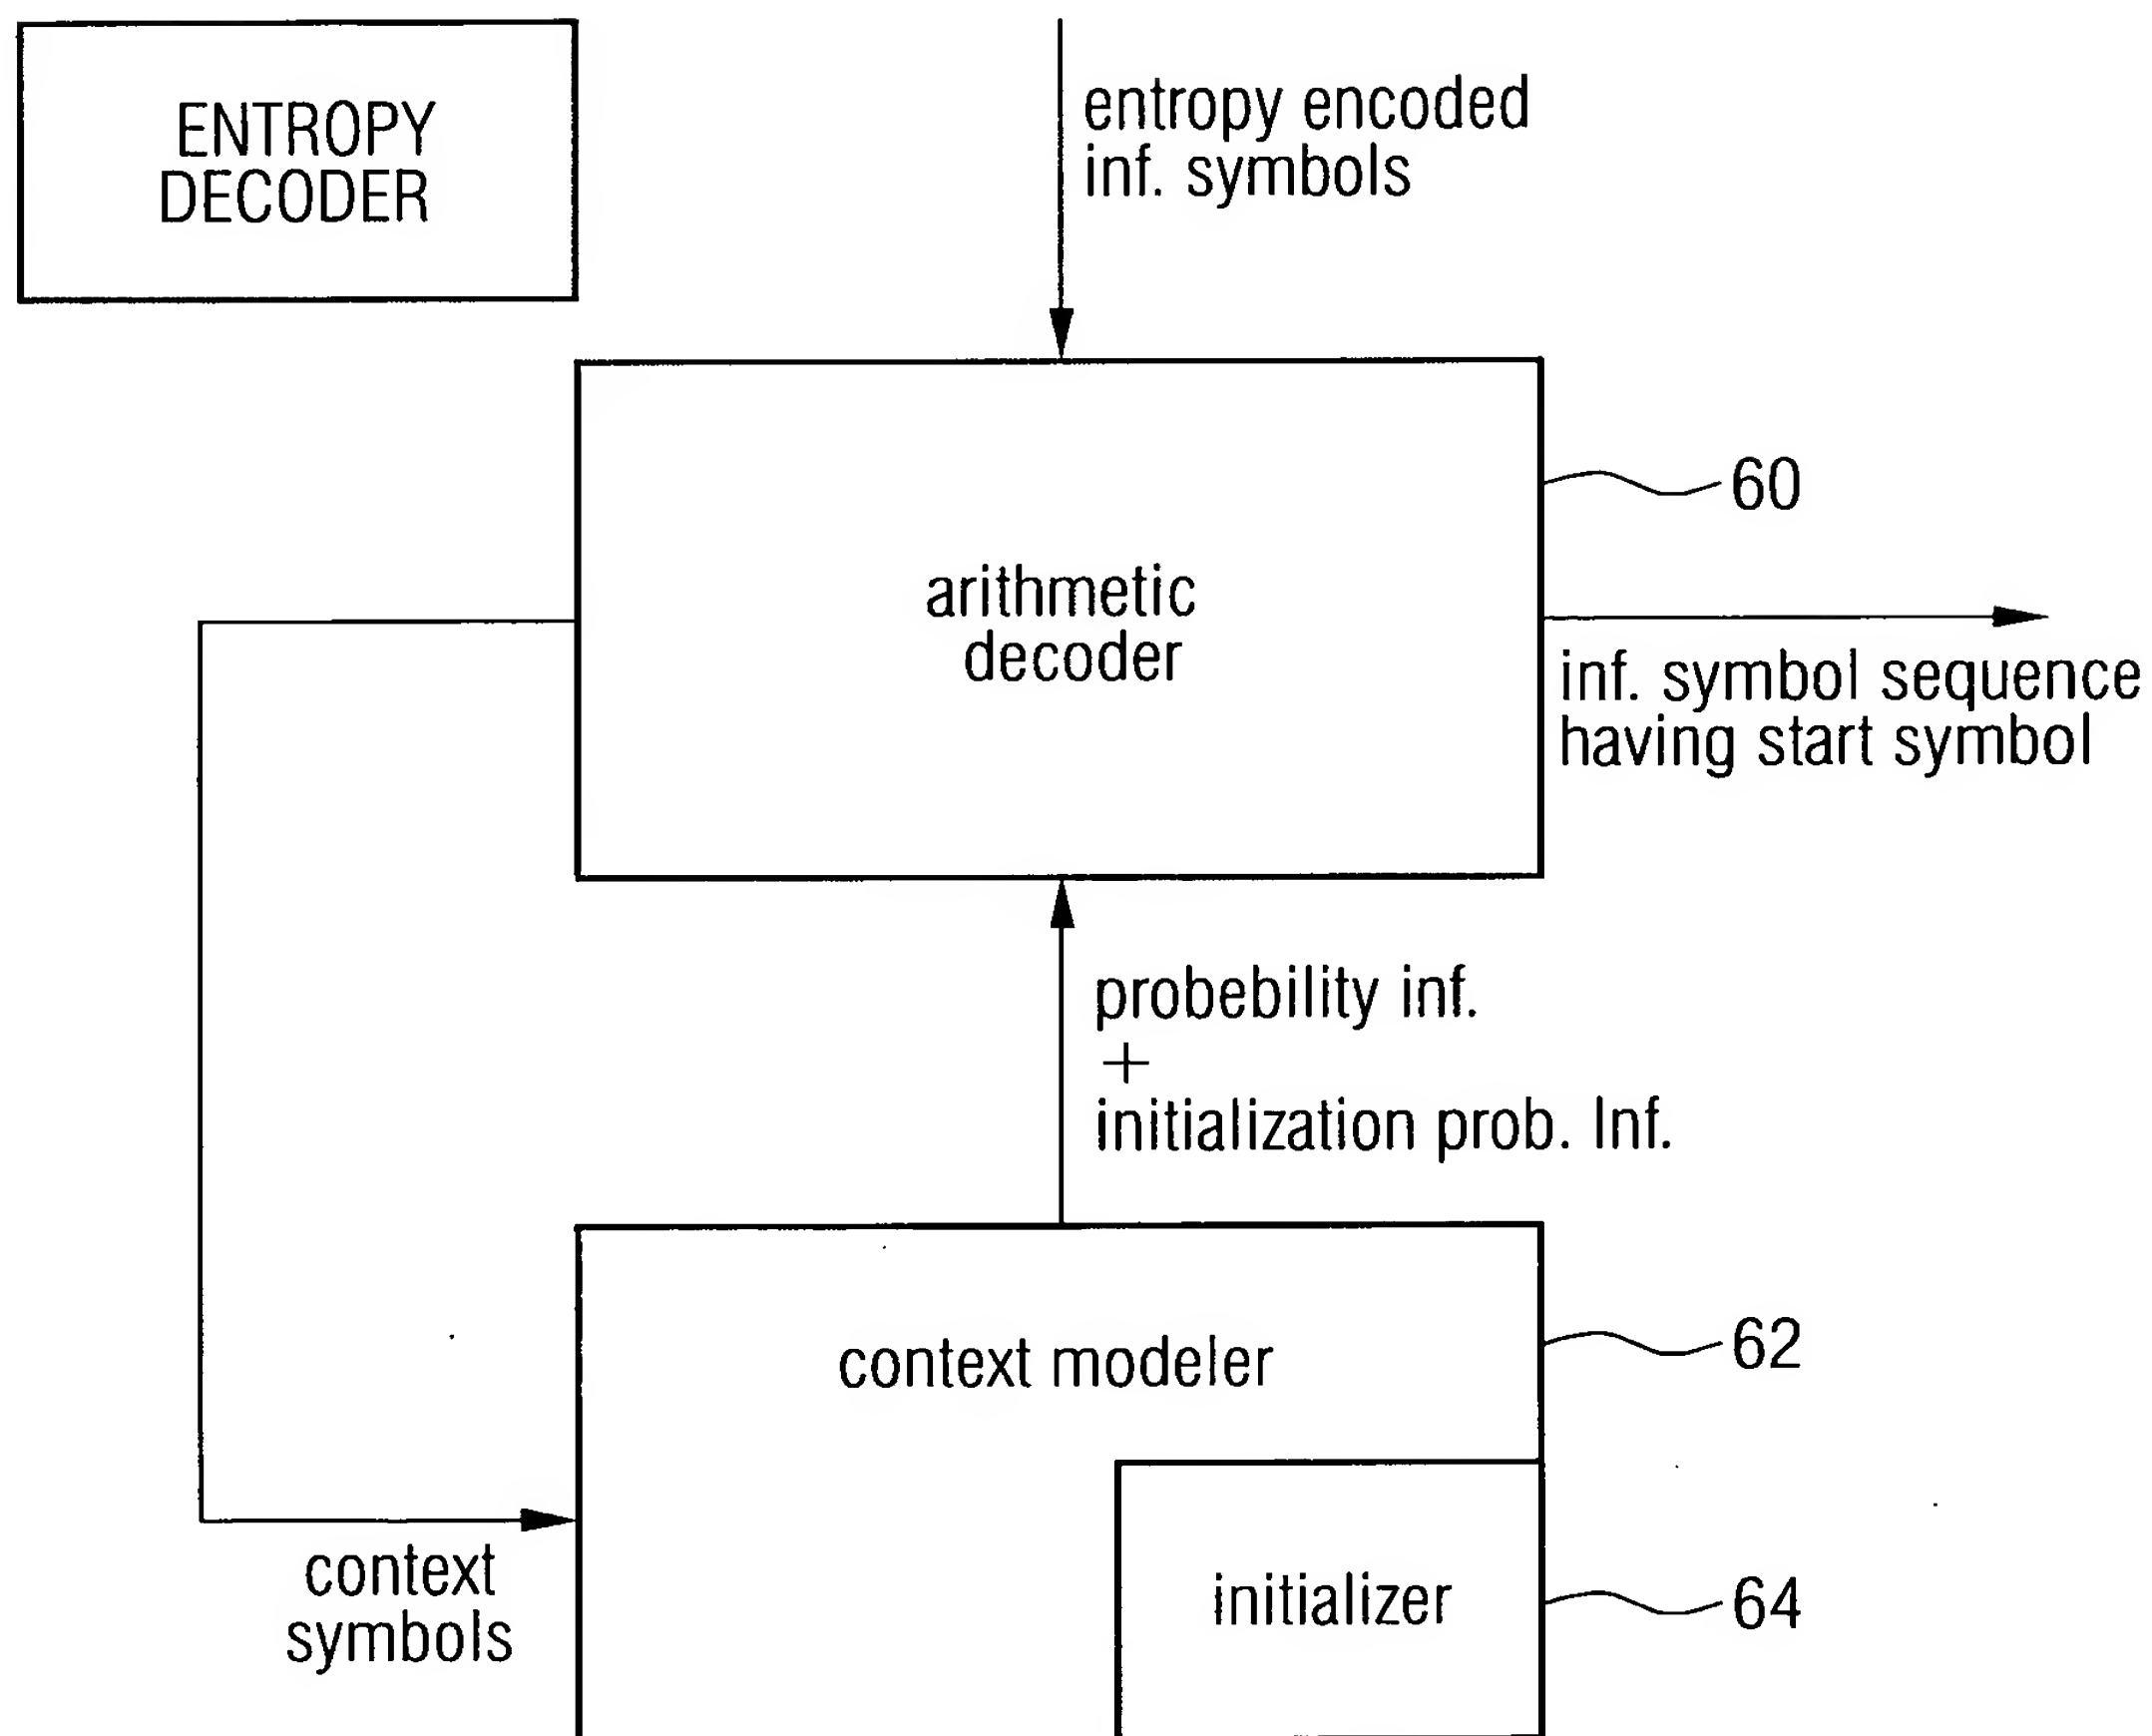 ENTROPY
DECODER
entropy encoded
inf. symbols
60
arithmetic
decoder
inf. symbol sequence
having start symbol
probebility inf.
+
initialization prob. Inf.
62
context modeler
context
symbols
initializer
64